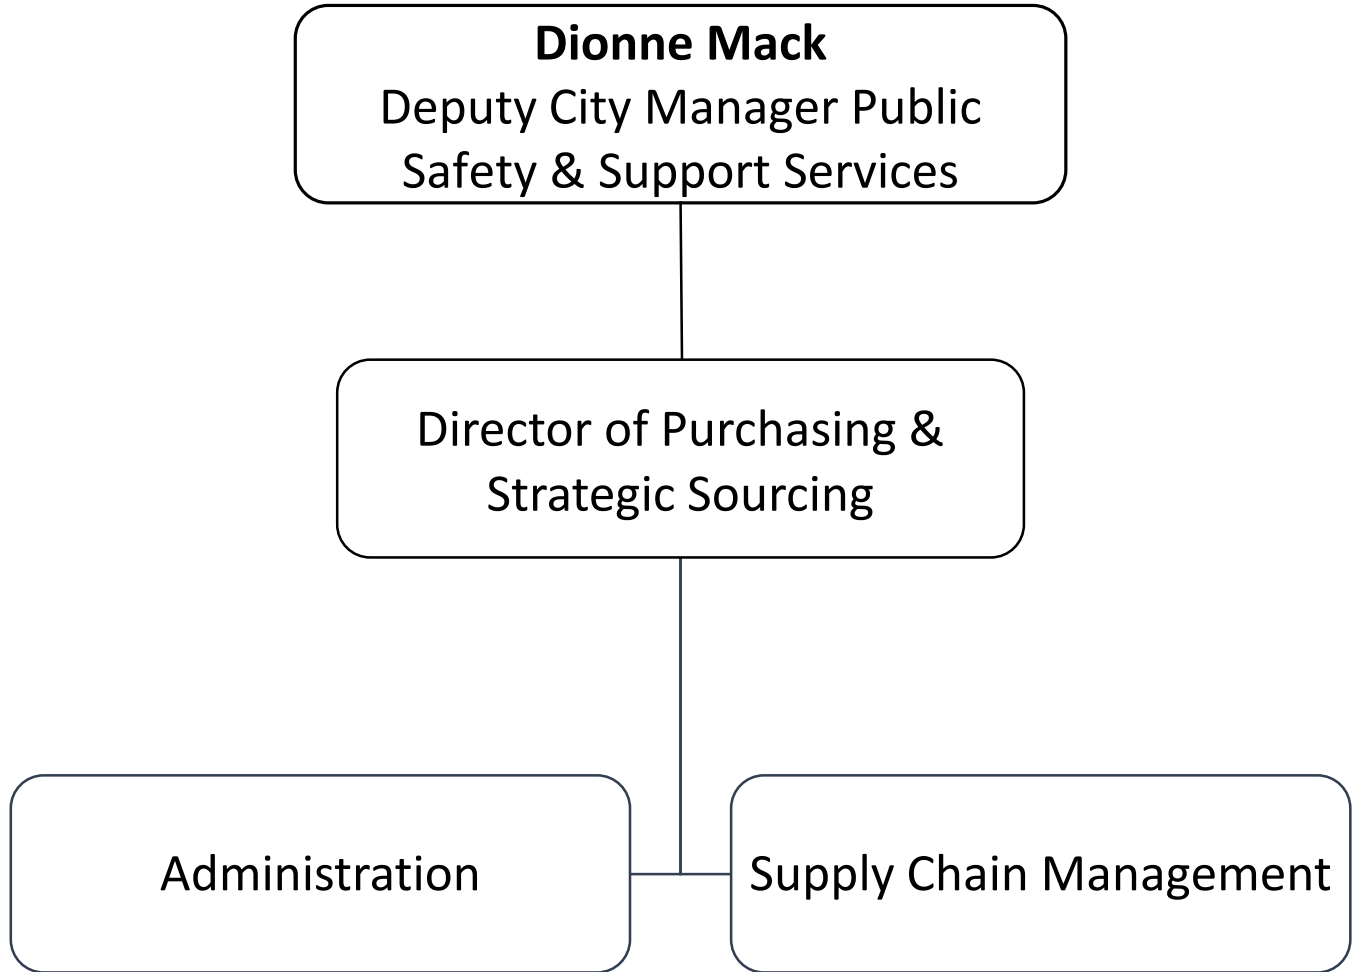 Dionne Mack
Deputy City Manager Public
Safety & Support Services
Director of Purchasing &
Strategic Sourcing
Administration
Supply Chain Management